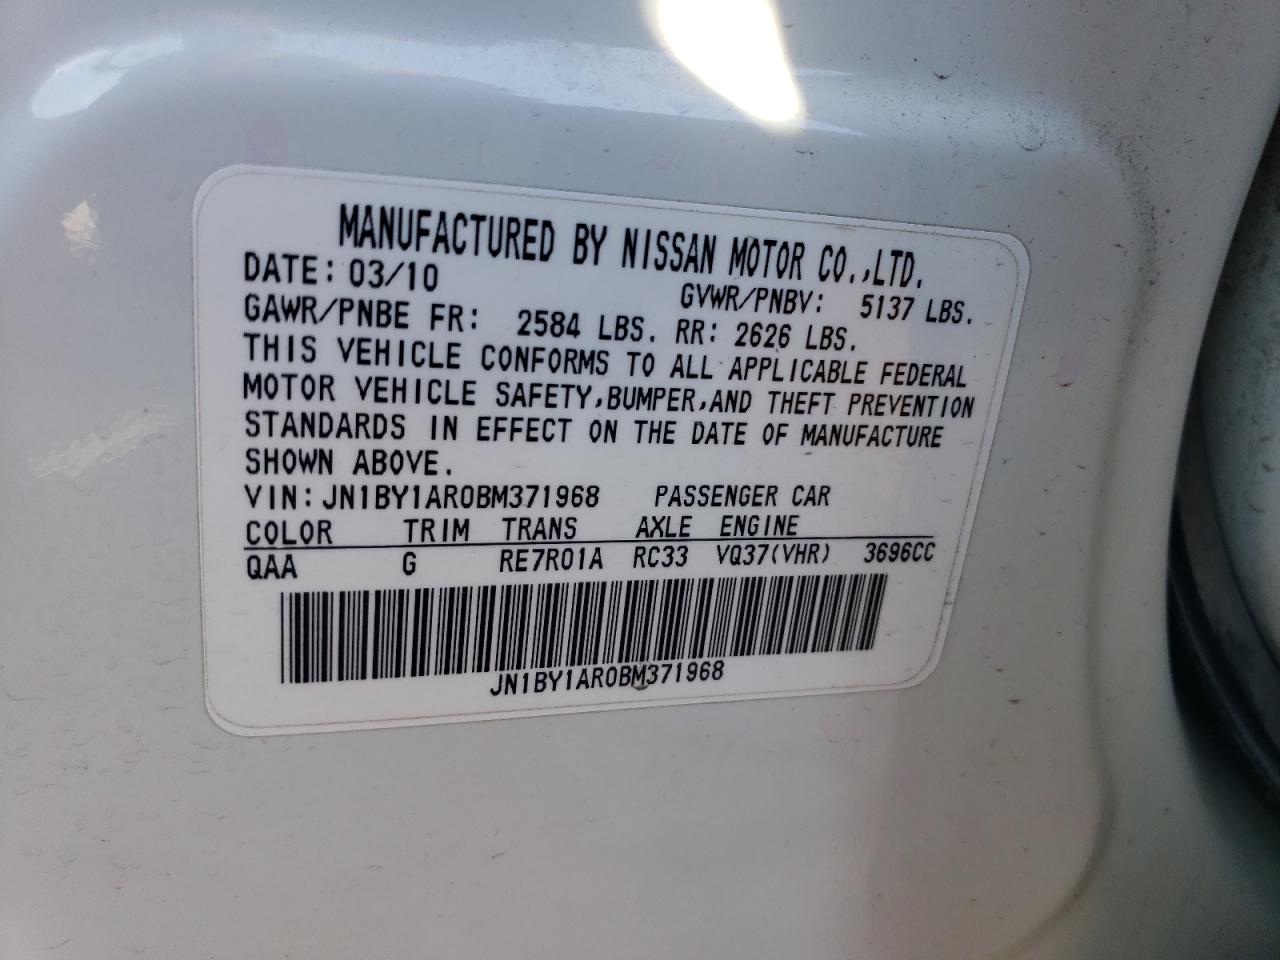 MANUFACTURED BY NISSAN MOTOR CO.,LTD.
DATE: 03/10 GVWR/PNBV: 5137 LBS.
GAWR/PNBE FR: 2584 LBS. RR: 2626 LBS.
THIS VEHICLE CONFORMS TO ALL APPLICABLE FEDERAL
MOTOR VEHICLE SAFETY,BUMPER,AND THEFT PREVENTION
STANDARDS IN EFFECT ON THE DATE OF MANUFACTURE
SHOWN ABOVE.
VIN: JN1BY1AR0BM371968 PASSENGER CAR
COLOR TRIM TRANS AXLE ENGINE
QAA G RE7R01A RC33 VQ37(VHR) 3696CC
JN1BY1AR0BM371968